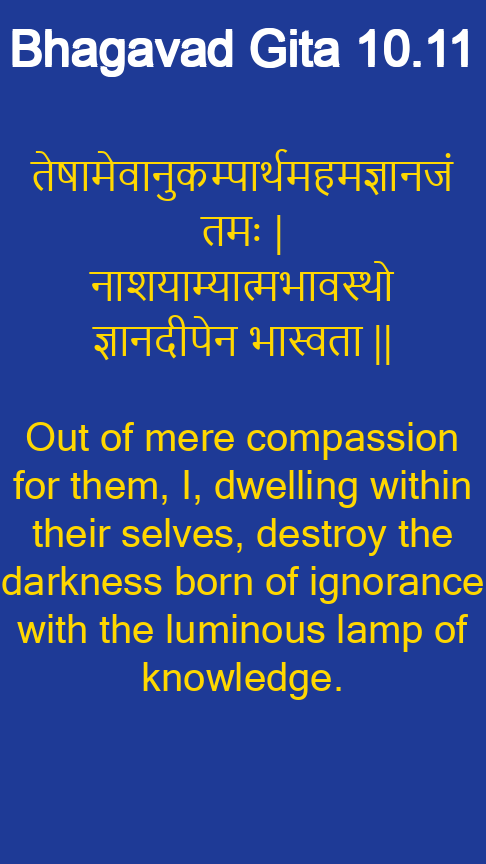 Bhagavad Gita 10.11
तेषामेवानुकम्पार्थमहमज्ञानजं
तमः |
नाशयाम्यात्मभावस्थो
ज्ञानदीपेन भास्वता ||
Out of mere compassion
for them, I, dwelling within
their selves, destroy the
darkness born of ignorance
with the luminous lamp of
knowledge.